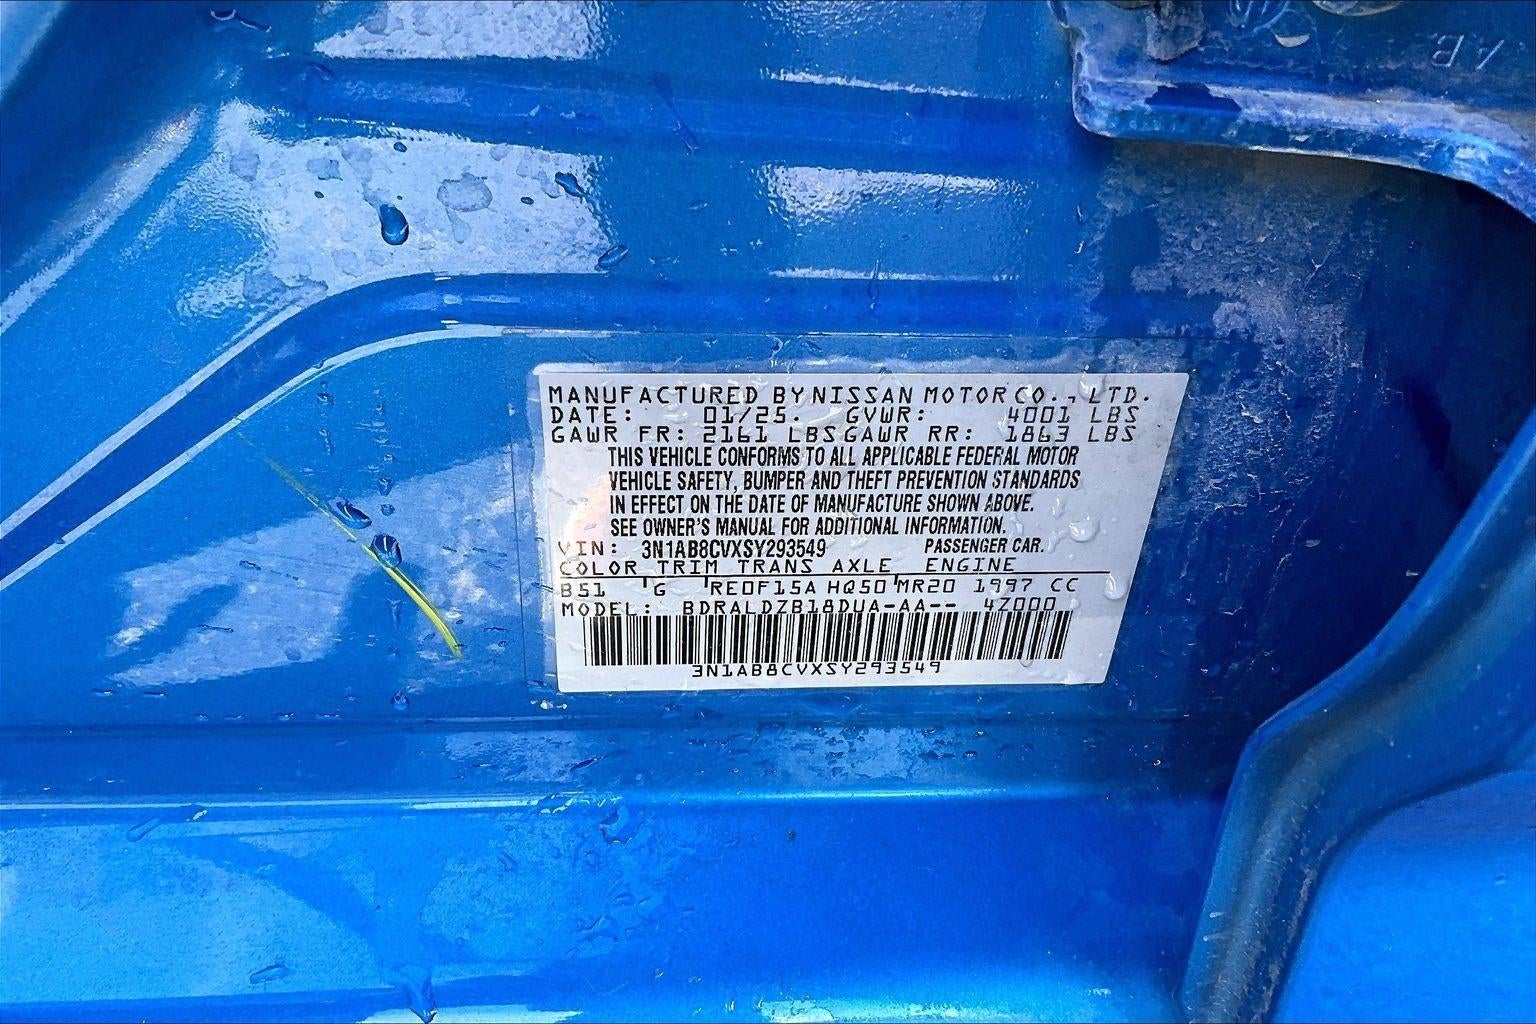 AB
MANUFACTURED BY NISSAN MOTOR CO., LTD.
DATE: 01/25. GVWR: 4001 LBS
GAWR FR: 2161 LBS GAWR RR: 1863 LBS
THIS VEHICLE CONFORMS TO ALL APPLICABLE FEDERAL MOTOR
VEHICLE SAFETY, BUMPER AND THEFT PREVENTION STANDARDS
IN EFFECT ON THE DATE OF MANUFACTURE SHOWN ABOVE.
SEE OWNER'S MANUAL FOR ADDITIONAL INFORMATION.
VIN: 3N1AB8CVXSY293549 PASSENGER CAR.
COLOR TRIM TRANS AXLE ENGINE
B51 G RE0F15A HQ50 MR20 1997 CC
MODEL: BDRALDZB18DUA-AA-- 4Z000
3N1AB8CVXSY293549